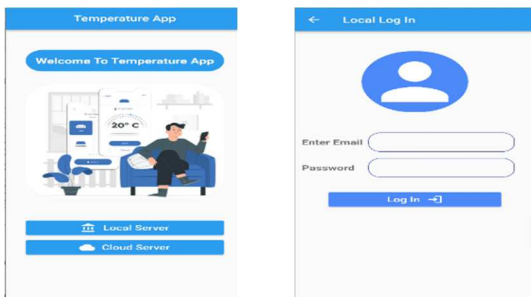 Temperature App
Welcome To Temperature App
20° C
Local Server
Cloud Server
Local Log In
Enter Email
Password
Log In